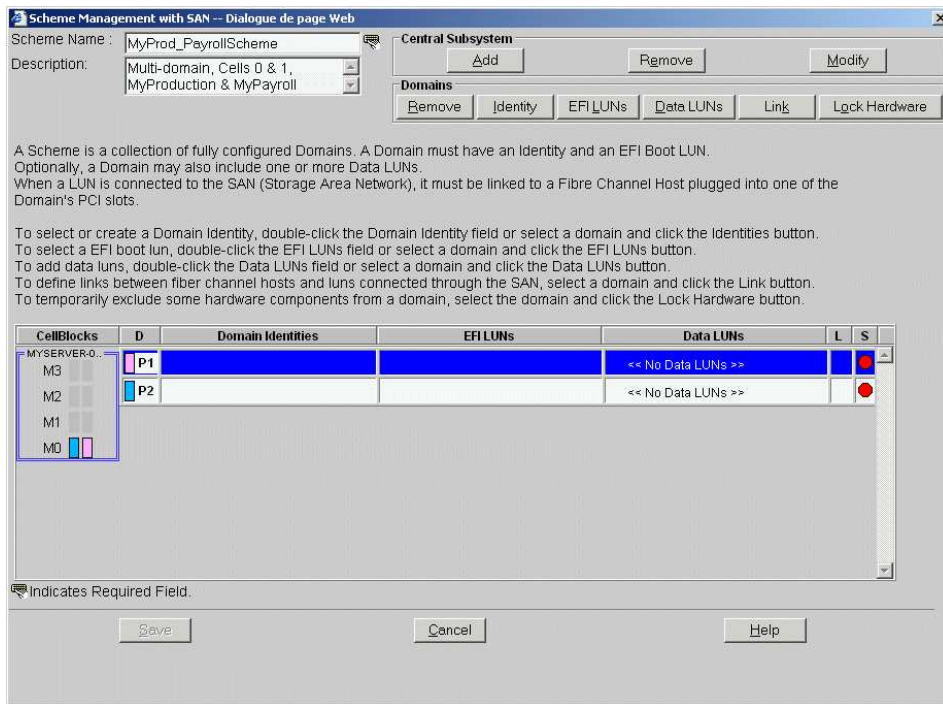 Scheme Management with SAN -- Dialogue de page Web
Scheme Name :
MyProd_PayrollScheme
Description:
Multi-domain, Cells 0 & 1,
MyProduction & MyPayroll
Central Subsystem
Add Remove Modify
Domains
Remove Identity EFI LUNs Data LUNs Link Lock Hardware
A Scheme is a collection of fully configured Domains. A Domain must have an Identity and an EFI Boot LUN.
Optionally, a Domain may also include one or more Data LUNs.
When a LUN is connected to the SAN (Storage Area Network), it must be linked to a Fibre Channel Host plugged into one of the
Domain's PCI slots.
To select or create a Domain Identity, double-click the Domain Identity field or select a domain and click the Identities button.
To select a EFI boot lun, double-click the EFI LUNs field or select a domain and click the EFI LUNs button.
To add data luns, double-click the Data LUNs field or select a domain and click the Data LUNs button.
To define links between fiber channel hosts and luns connected through the SAN, select a domain and click the Link button.
To temporarily exclude some hardware components from a domain, select the domain and click the Lock Hardware button.
CellBlocks D Domain Identities EFI LUNs Data LUNs L S
MYSERVER-0..
P1 << No Data LUNs >>
M3
P2 << No Data LUNs >>
M2
M1
M0
Indicates Required Field.
Save Cancel Help